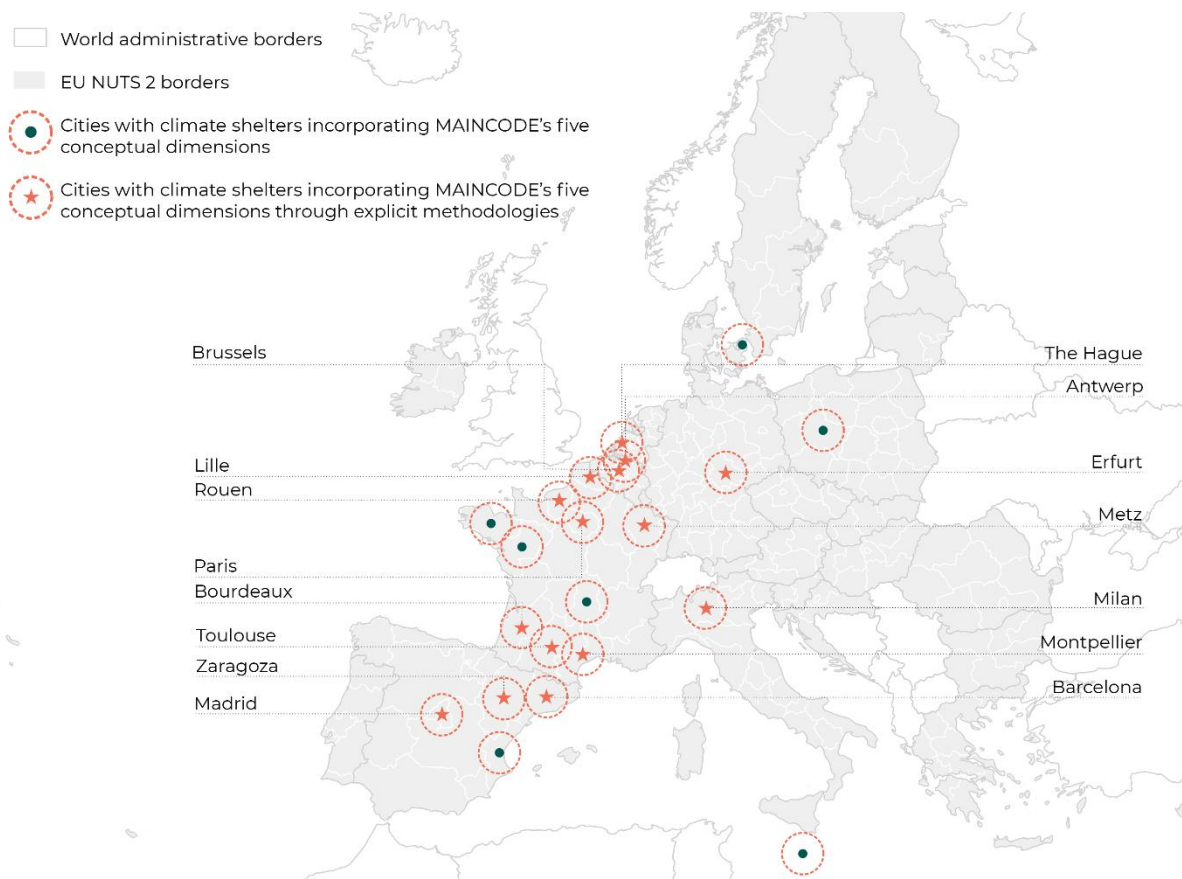 World administrative borders
EU NUTS 2 borders
Cities with climate shelters incorporating MAINCODE's five
conceptual dimensions
Cities with climate shelters incorporating MAINCODE's five
conceptual dimensions through explicit methodologies
Brussels
The Hague
Antwerp
Lille
Erfurt
Rouen
Metz
Paris
Bourdeaux
Milan
Toulouse
Montpellier
Zaragoza
Barcelona
Madrid